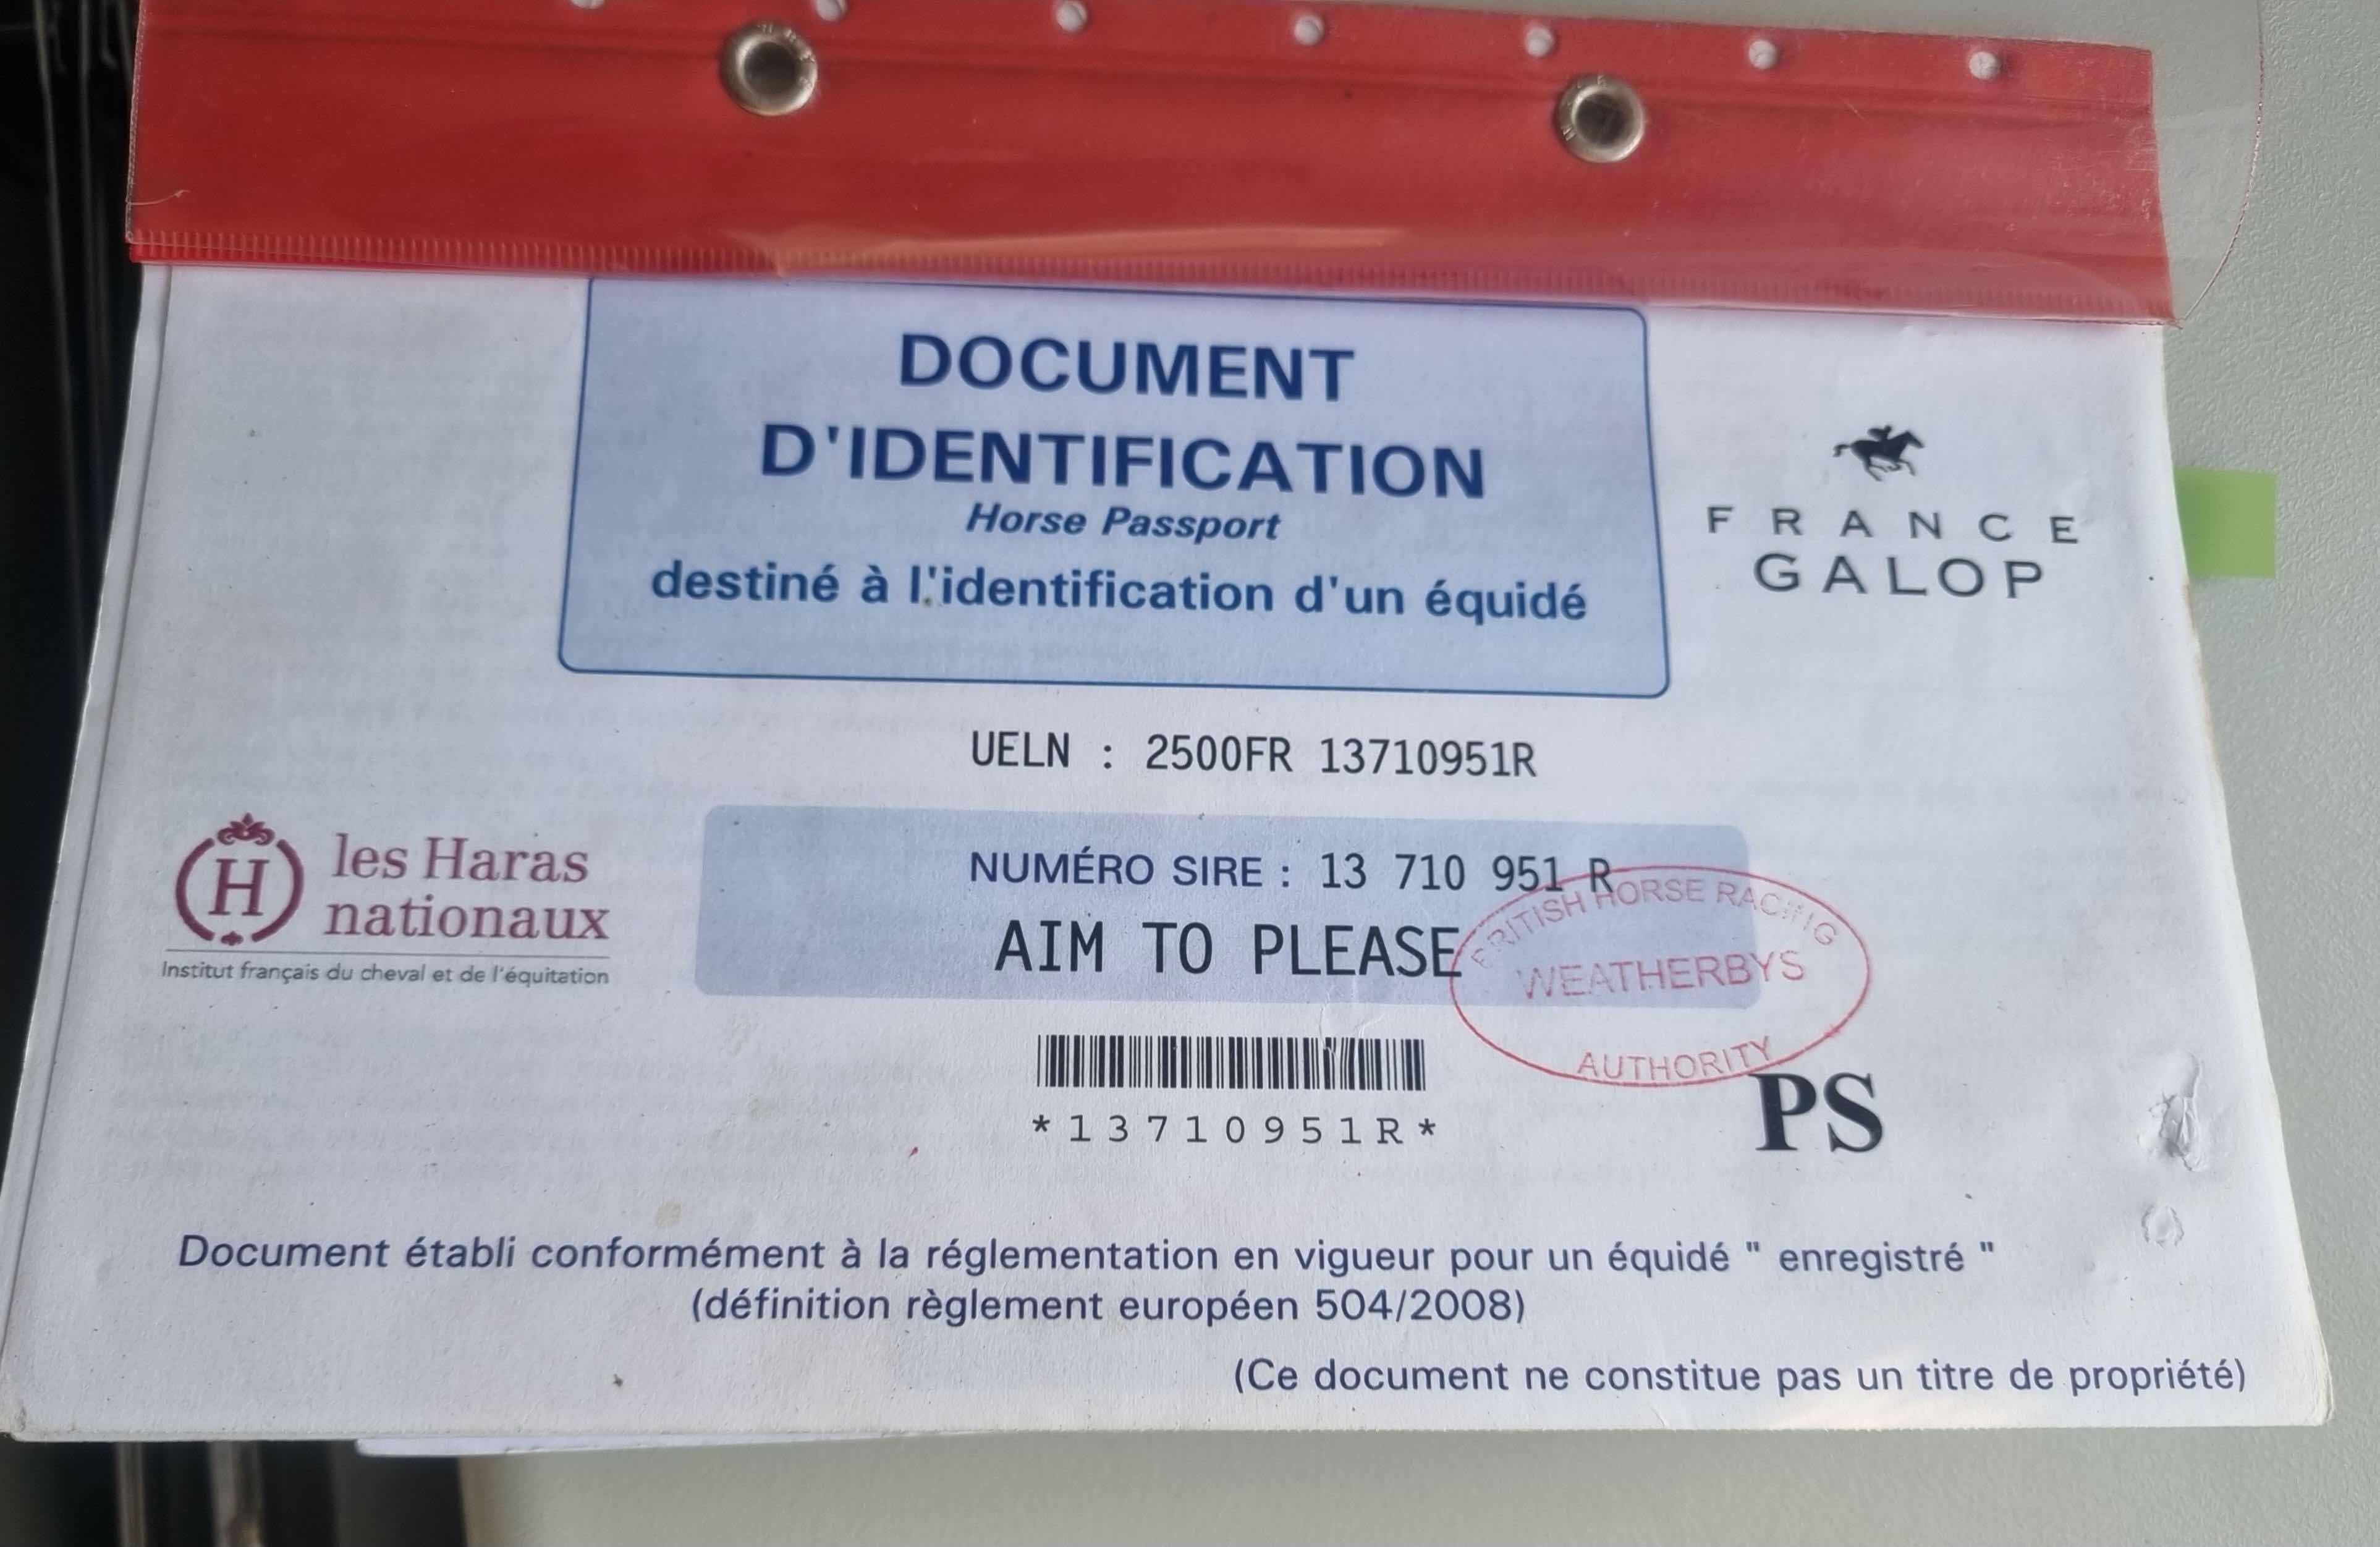 DOCUMENT
D'IDENTIFICATION
Horse Passport
destiné à l'identification d'un équidé
FRANCE
GALOP
UELN : 2500FR 13710951R
H
les Haras
nationaux
Institut français du cheval et de l'équitation
NUMÉRO SIRE : 13 710 951 R
AIM TO PLEASE
BRITISH HORSE RACING
WEATHERBYS
AUTHORITY
*13710951R*
PS
Document établi conformément à la réglementation en vigueur pour un équidé " enregistré "
(définition règlement européen 504/2008)
(Ce document ne constitue pas un titre de propriété)